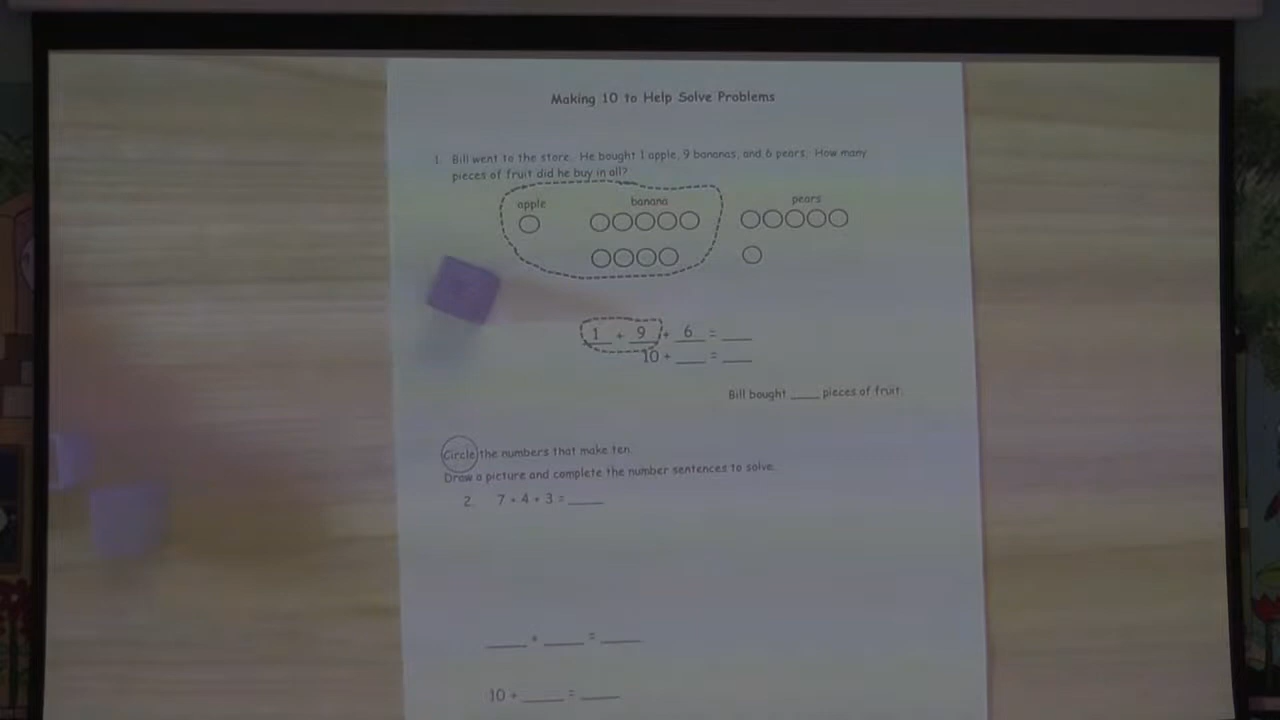 Making 10 to Help Solve Problems
1. Bill went to the store. He bought 1 apple, 9 bananas, and 6 pears. How many
pieces of fruit did he buy in all?
apple banana pears
1 + 9 + 6 = ___
10 + ___ = ___
Bill bought ___ pieces of fruit.
Circle the numbers that make ten.
Draw a picture and complete the number sentences to solve.
2. 7 + 4 + 3 = ___
___ + ___ = ___
10 + ___ = ___